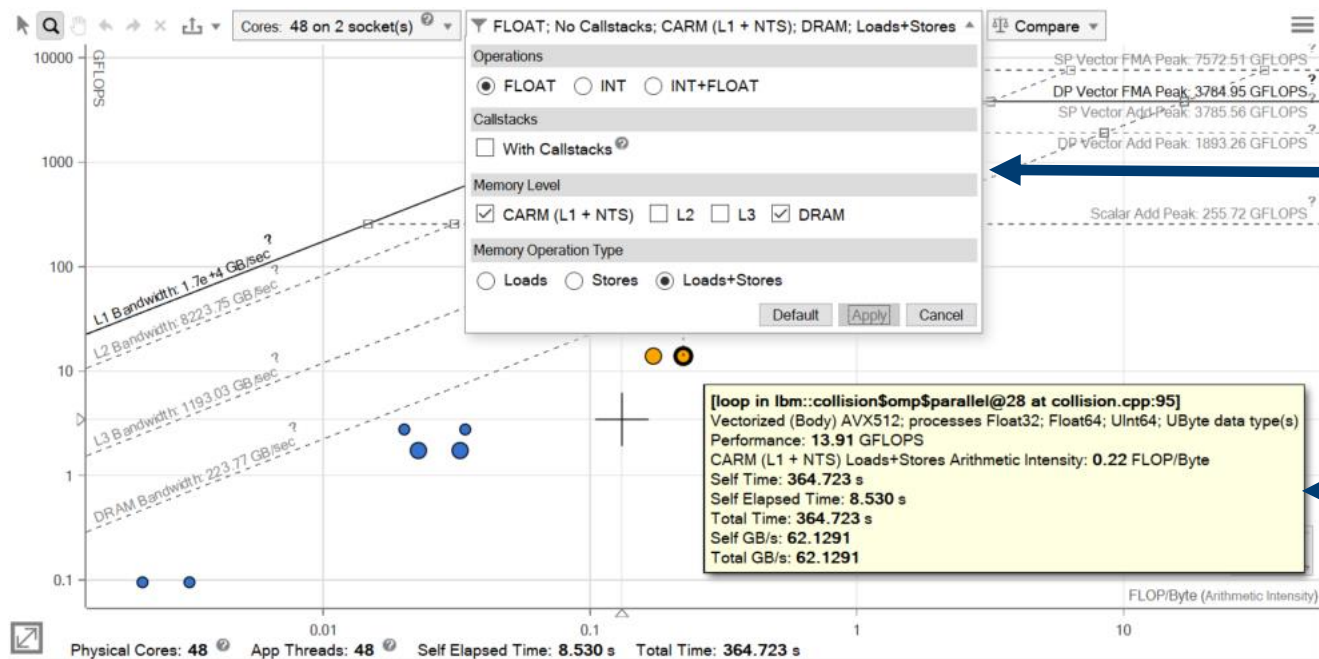 Cores: 48 on 2 socket(s) ?
FLOAT; No Callstacks; CARM (L1 + NTS); DRAM; Loads+Stores
Compare
Operations
FLOAT INT INT+FLOAT
Callstacks
With Callstacks ?
Memory Level
CARM (L1 + NTS) L2 L3 DRAM
Memory Operation Type
Loads Stores Loads+Stores
Default Apply Cancel
GFLOPS
10000
1000
100
10
1
0.1
SP Vector FMA Peak: 7572.51 GFLOPS ?
DP Vector FMA Peak: 3784.95 GFLOPS ?
SP Vector Add Peak: 3785.56 GFLOPS ?
DP Vector Add Peak: 1893.26 GFLOPS ?
Scalar Add Peak: 255.72 GFLOPS ?
L1 Bandwidth: 1.7e+4 GB/sec ?
L2 Bandwidth: 8223.75 GB/sec ?
L3 Bandwidth: 1193.03 GB/sec ?
DRAM Bandwidth: 223.77 GB/sec ?
[loop in lbm::collision$omp$parallel@28 at collision.cpp:95]
Vectorized (Body) AVX512; processes Float32; Float64; UInt64; UByte data type(s)
Performance: 13.91 GFLOPS
CARM (L1 + NTS) Loads+Stores Arithmetic Intensity: 0.22 FLOP/Byte
Self Time: 364.723 s
Self Elapsed Time: 8.530 s
Total Time: 364.723 s
Self GB/s: 62.1291
Total GB/s: 62.1291
FLOP/Byte (Arithmetic Intensity)
0.01 0.1 1 10
Physical Cores: 48 ? App Threads: 48 ? Self Elapsed Time: 8.530 s Total Time: 364.723 s